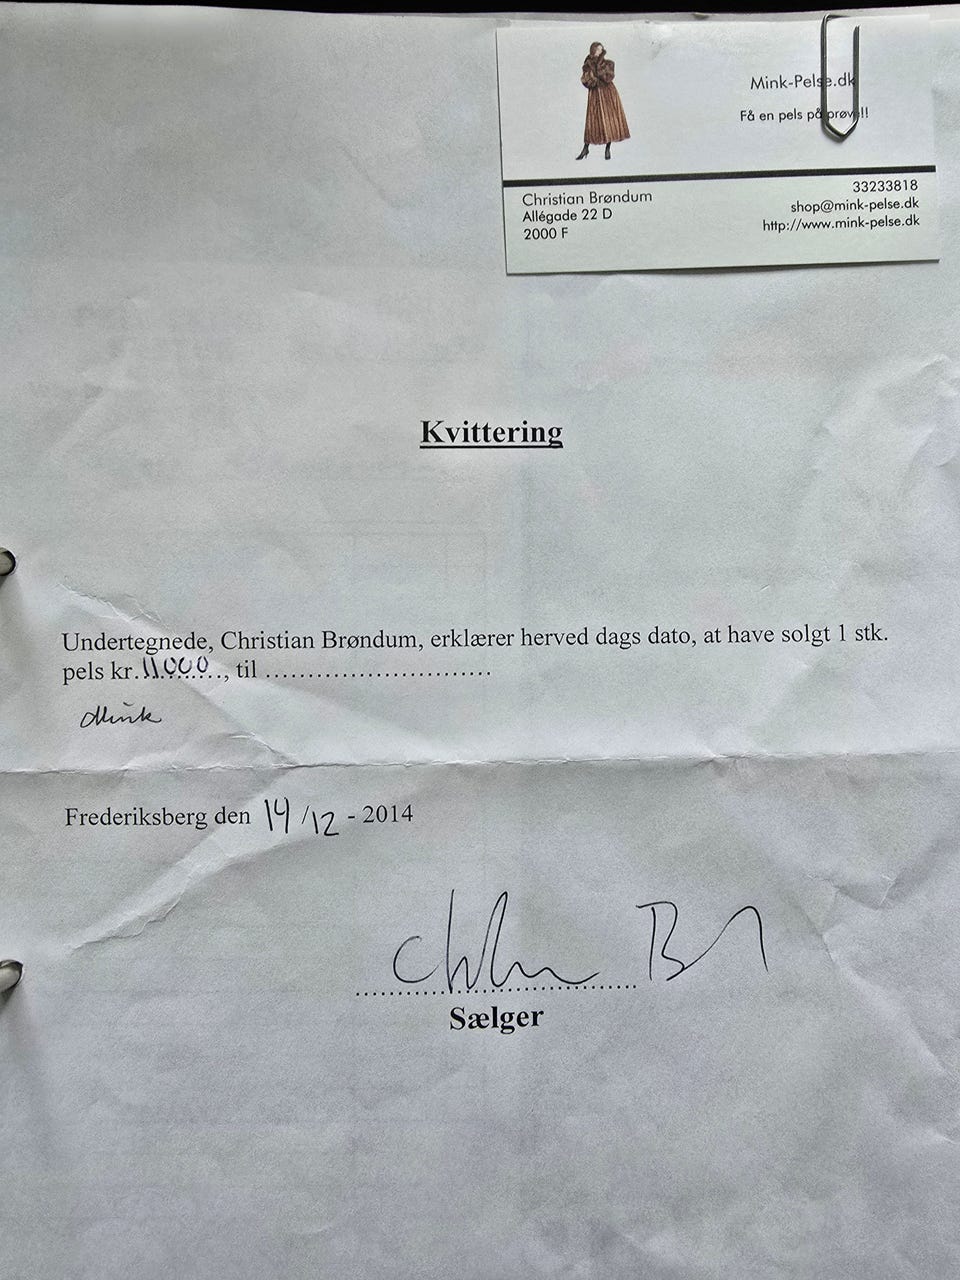 Mink-Pelse.dk
Få en pels på prøve!!
Christian Brøndum
Allégade 22 D
2000 F
33233818
shop@mink-pelse.dk
http://www.mink-pelse.dk
Kvittering
Undertegnede, Christian Brøndum, erklærer herved dags dato, at have solgt 1 stk.
pels kr. 11.000..., til ............................
Mink
Frederiksberg den 14/12 - 2014
Sælger